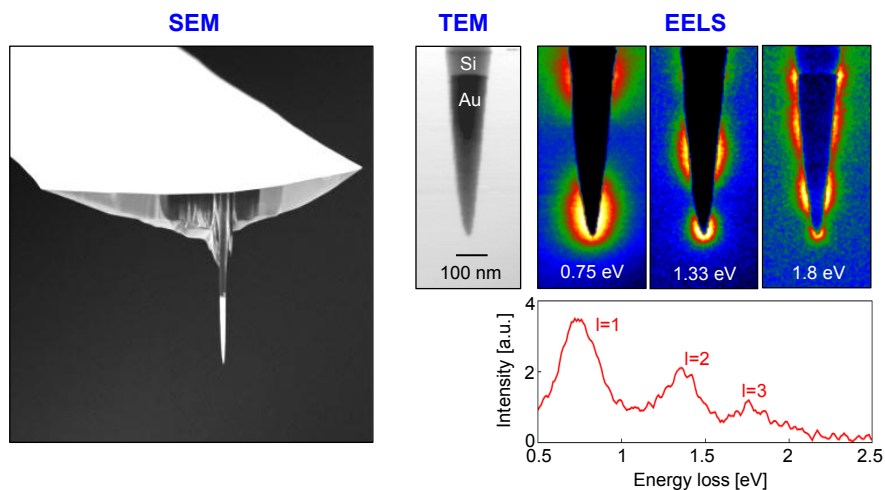 SEM
TEM
EELS
Si
Au
100 nm
0.75 eV
1.33 eV
1.8 eV
Intensity [a.u.]
4
2
0
l=1
l=2
l=3
0.5
1
1.5
2
2.5
Energy loss [eV]